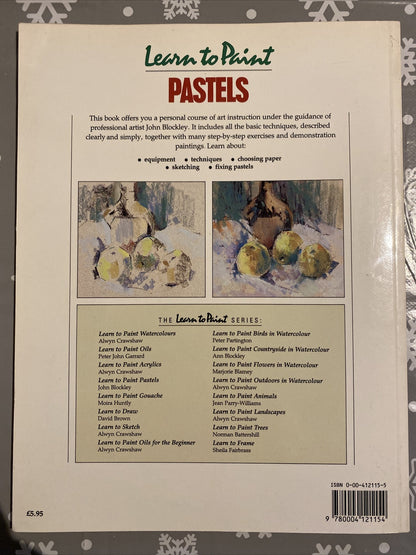 Learn to Paint
PASTELS
This book offers you a personal course of art instruction under the guidance of
professional artist John Blockley. It includes all the basic techniques, described
clearly and simply, together with many step-by-step exercises and demonstration
paintings. Learn about:
• equipment • techniques • choosing paper
• sketching • fixing pastels
THE Learn to Paint SERIES:
Learn to Paint Watercolours
Alwyn Crawshaw
Learn to Paint Oils
Peter John Garrard
Learn to Paint Acrylics
Alwyn Crawshaw
Learn to Paint Pastels
John Blockley
Learn to Paint Gouache
Moira Huntly
Learn to Draw
David Brown
Learn to Sketch
Alwyn Crawshaw
Learn to Paint Oils for the Beginner
Alwyn Crawshaw
Learn to Paint Birds in Watercolour
Peter Partington
Learn to Paint Countryside in Watercolour
Ann Blockley
Learn to Paint Flowers in Watercolour
Marjorie Blamey
Learn to Paint Outdoors in Watercolour
Alwyn Crawshaw
Learn to Paint Animals
Jean Parry-Williams
Learn to Paint Landscapes
Alwyn Crawshaw
Learn to Paint Trees
Norman Battershill
Learn to Frame
Sheila Fairbrass
£5.95
ISBN 0-00-412115-5
9 780004 121154